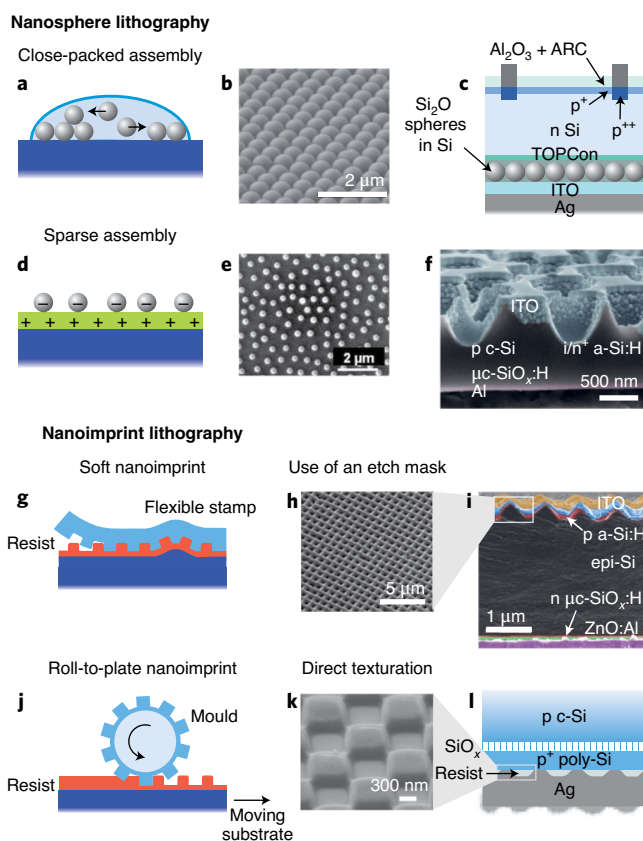 Nanosphere lithography
Close-packed assembly
a
b
2 μm
c
Al2O3 + ARC
Si2O
spheres
in Si
p+
n Si
p++
TOPCon
ITO
Ag
Sparse assembly
d
− − − − −
+ + + + + + + +
e
2 μm
f
ITO
p c-Si
i/n+ a-Si:H
μc-SiOx:H
Al
500 nm
Nanoimprint lithography
Soft nanoimprint
Use of an etch mask
g
Flexible stamp
Resist
h
5 μm
i
ITO
p a-Si:H
epi-Si
n μc-SiOx:H
1 μm
ZnO:Al
Roll-to-plate nanoimprint
Direct texturation
j
Mould
Resist
Moving
substrate
k
300 nm
l
p c-Si
SiOx
p+ poly-Si
Resist
Ag